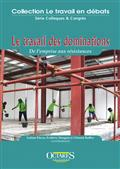 Collection Le travail en débats
Série Colloques & Congrès
Le travail des dominations
De l'emprise aux résistances
OCTARES